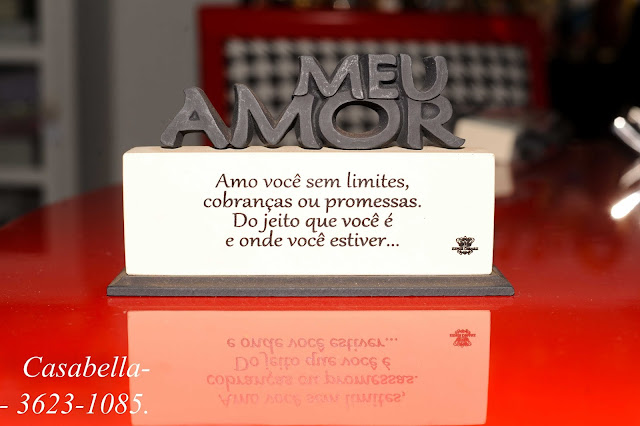 MEU
AMOR
Amo você sem limites,
cobranças ou promessas.
Do jeito que você é
e onde você estiver...
Casabella-
- 3623-1085.